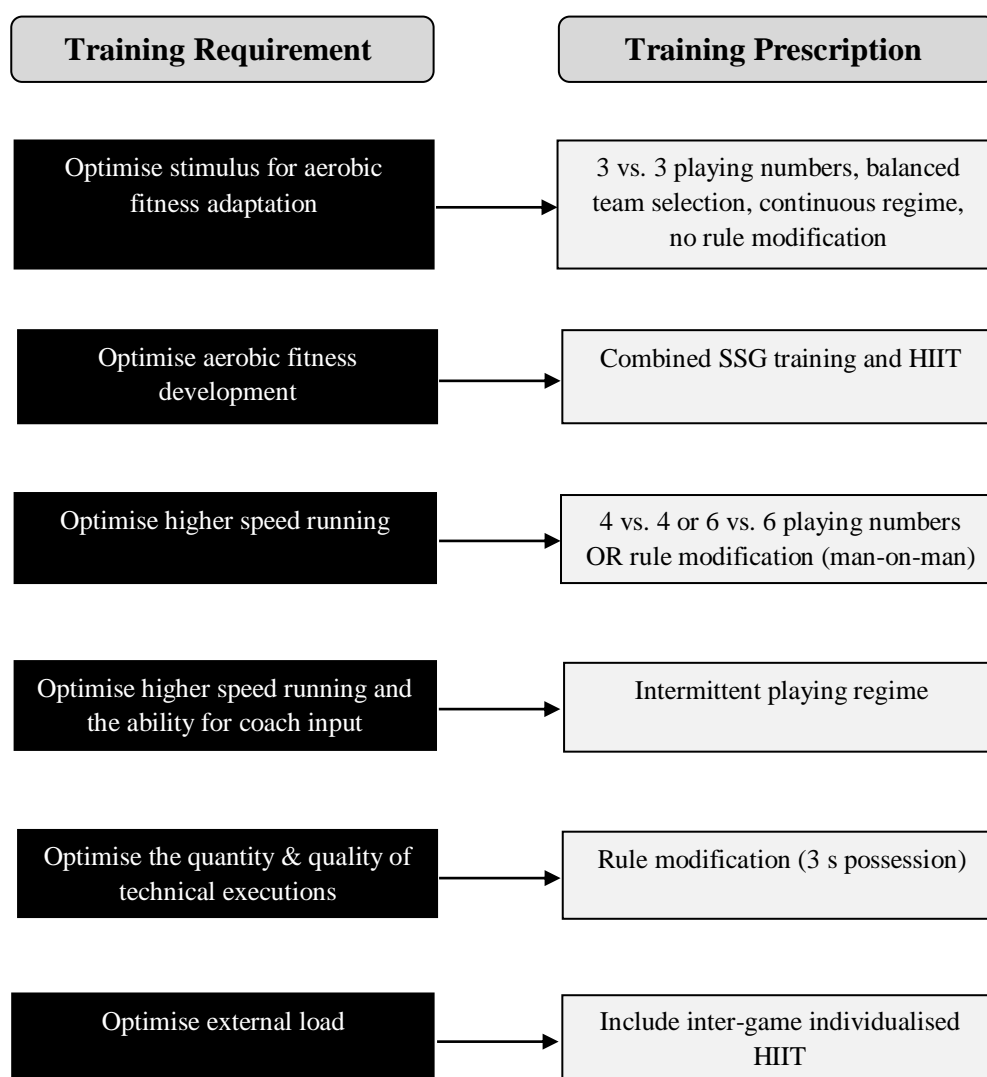 Training Requirement
Training Prescription
Optimise stimulus for aerobic
fitness adaptation
3 vs. 3 playing numbers, balanced
team selection, continuous regime,
no rule modification
Optimise aerobic fitness
development
Combined SSG training and HIIT
Optimise higher speed running
4 vs. 4 or 6 vs. 6 playing numbers
OR rule modification (man-on-man)
Optimise higher speed running and
the ability for coach input
Intermittent playing regime
Optimise the quantity & quality of
technical executions
Rule modification (3 s possession)
Optimise external load
Include inter-game individualised
HIIT